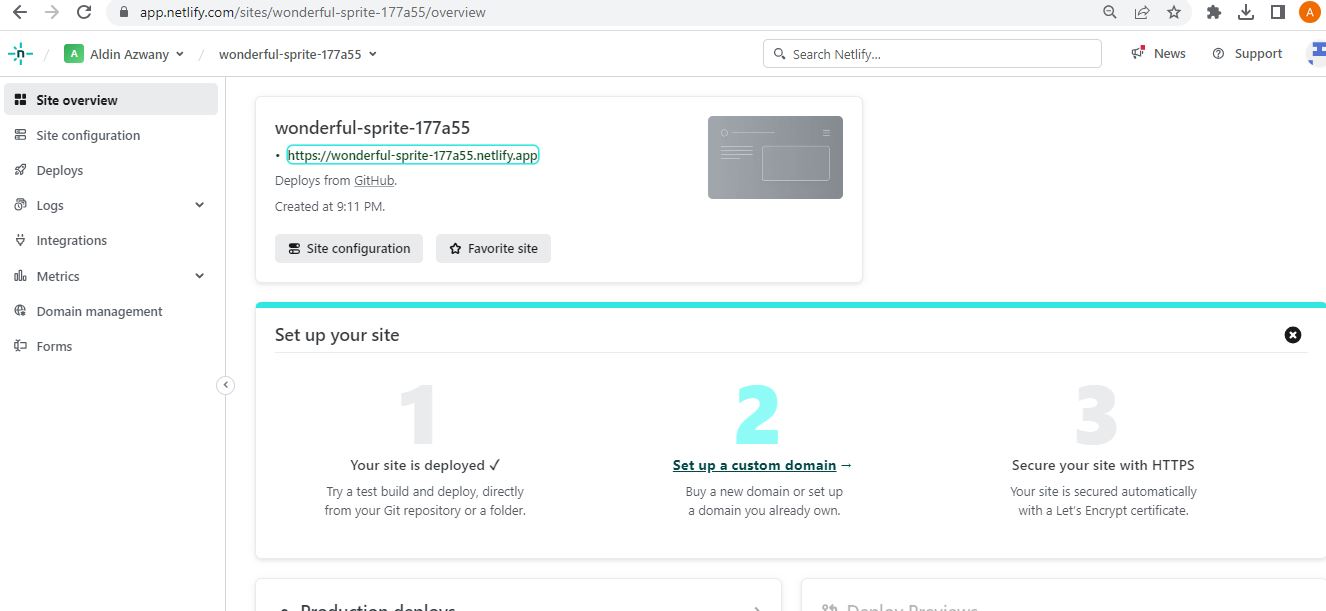 app.netlify.com/sites/wonderful-sprite-177a55/overview
A
n / A Aldin Azwany / wonderful-sprite-177a55
Search Netlify...
News
Support
Site overview
Site configuration
Deploys
Logs
Integrations
Metrics
Domain management
Forms
wonderful-sprite-177a55
• https://wonderful-sprite-177a55.netlify.app
Deploys from GitHub.
Created at 9:11 PM.
Site configuration
Favorite site
Set up your site
1
Your site is deployed ✓
Try a test build and deploy, directly
from your Git repository or a folder.
2
Set up a custom domain →
Buy a new domain or set up
a domain you already own.
3
Secure your site with HTTPS
Your site is secured automatically
with a Let's Encrypt certificate.
Production deploys
Deploy Previews